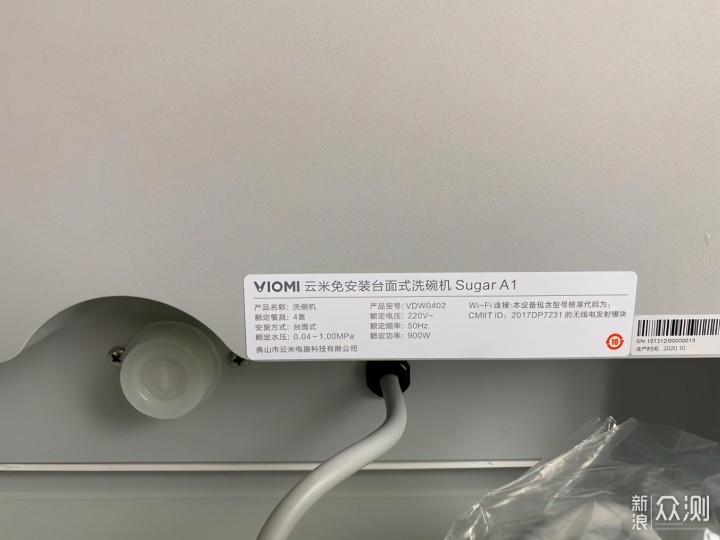 VIOMI 云米免安装台面式洗碗机 Sugar A1
产品名称: 洗碗机
额定餐具: 4套
安装方式: 台面式
额定水压: 0.04~1.00MPa
佛山市云米电器科技有限公司
产品型号: VDW0402
额定电压: 220V~
额定频率: 50Hz
额定功率: 900W
Wi-Fi 连接:本设备包含型号核准代码为:
CMIIT ID: 2017DP7231 的无线电发射模块
10
生产时间: 2020.10
新浪 众测